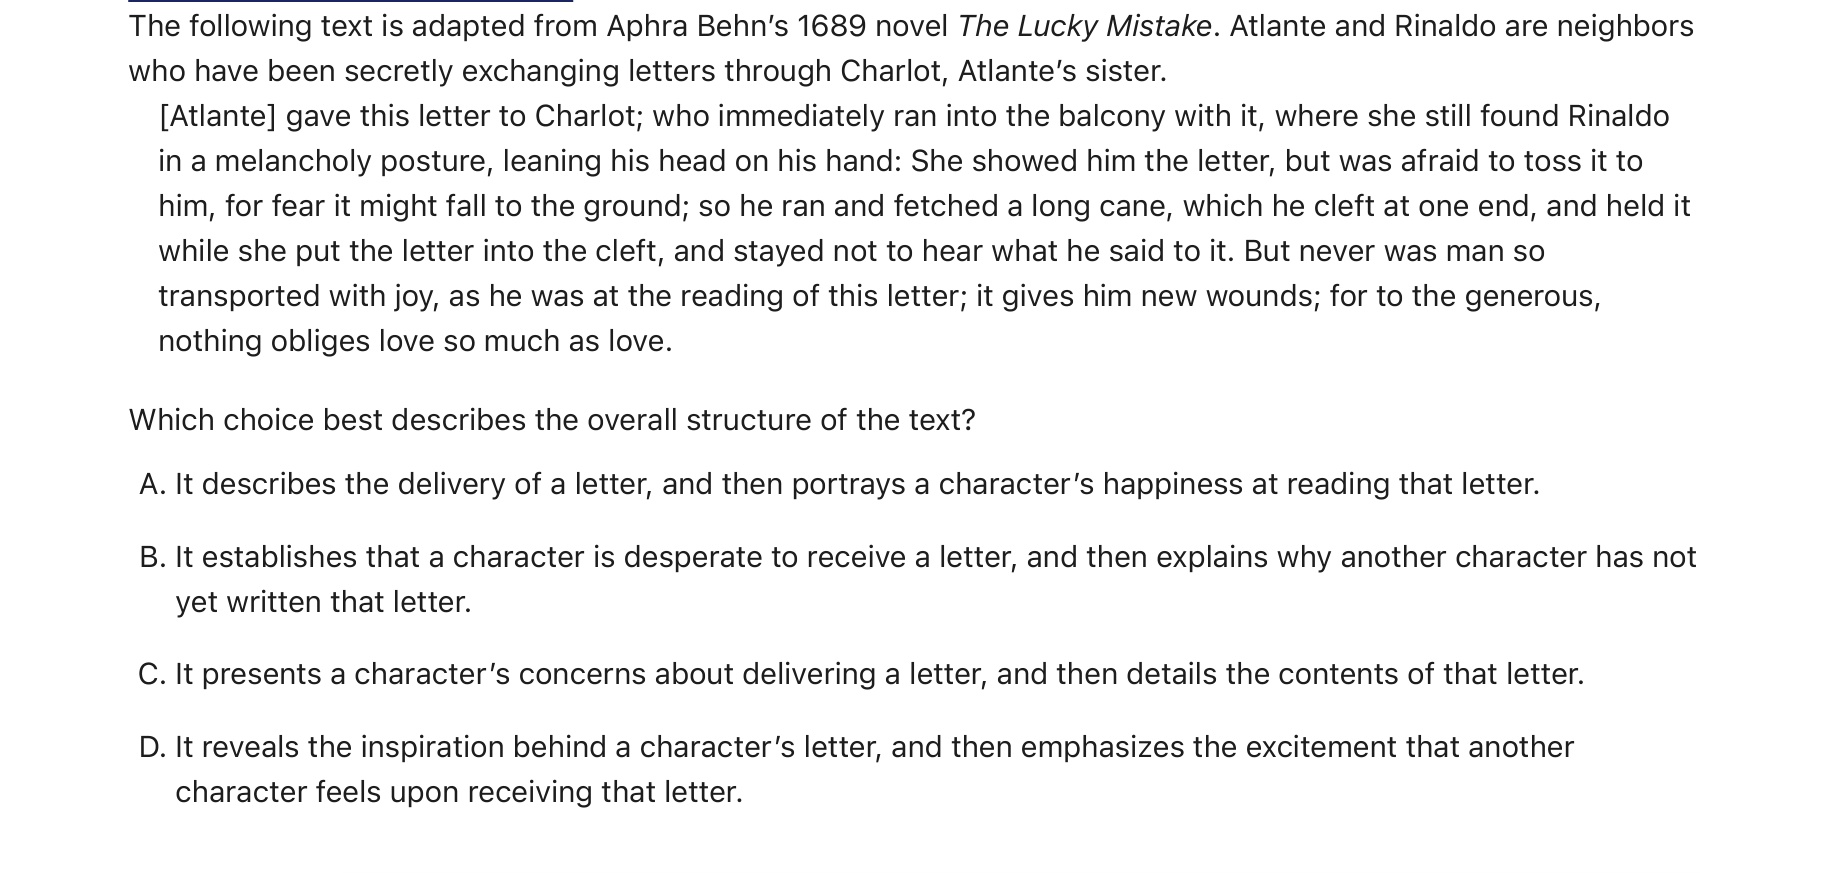 The following text is adapted from Aphra Behn’s 1689 novel The Lucky Mistake. Atlante and Rinaldo are neighbors
who have been secretly exchanging letters through Charlot, Atlante’s sister.
[Atlante] gave this letter to Charlot; who immediately ran into the balcony with it, where she still found Rinaldo
in a melancholy posture, leaning his head on his hand: She showed him the letter, but was afraid to toss it to
him, for fear it might fall to the ground; so he ran and fetched a long cane, which he cleft at one end, and held it
while she put the letter into the cleft, and stayed not to hear what he said to it. But never was man so
transported with joy, as he was at the reading of this letter; it gives him new wounds; for to the generous,
nothing obliges love so much as love.
Which choice best describes the overall structure of the text?
A. It describes the delivery of a letter, and then portrays a character’s happiness at reading that letter.
B. It establishes that a character is desperate to receive a letter, and then explains why another character has not
yet written that letter.
C. It presents a character’s concerns about delivering a letter, and then details the contents of that letter.
D. It reveals the inspiration behind a character’s letter, and then emphasizes the excitement that another
character feels upon receiving that letter.